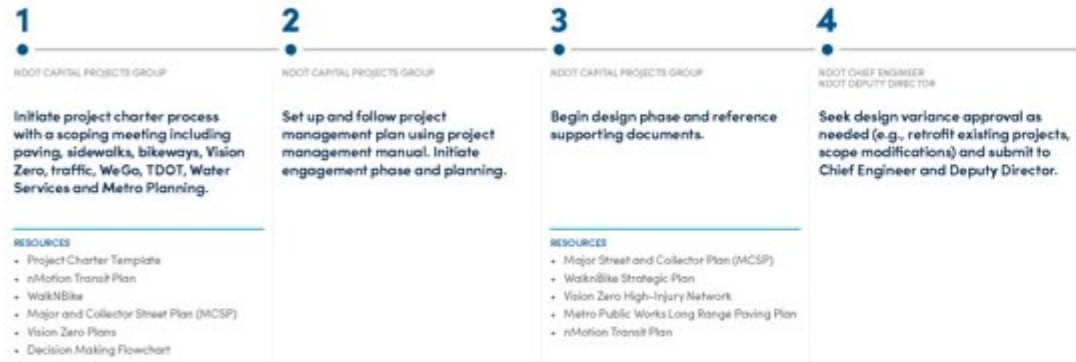 1
NDOT CAPITAL PROJECTS GROUP
Initiate project charter process
with a scoping meeting including
paving, sidewalks, bikeways, Vision
Zero, traffic, WeGo, TDOT, Water
Services and Metro Planning.
RESOURCES
• Project Charter Template
• nMotion Transit Plan
• WalkNBike
• Major and Collector Street Plan (MCSP)
• Vision Zero Plans
• Decision Making Flowchart
2
NDOT CAPITAL PROJECTS GROUP
Set up and follow project
management plan using project
management manual. Initiate
engagement phase and planning.
3
NDOT CAPITAL PROJECTS GROUP
Begin design phase and reference
supporting documents.
RESOURCES
• Major Street and Collector Plan (MCSP)
• WalknBike Strategic Plan
• Vision Zero High-Injury Network
• Metro Public Works Long Range Paving Plan
• nMotion Transit Plan
4
NDOT CHIEF ENGINEER
NDOT DEPUTY DIRECTOR
Seek design variance approval as
needed (e.g., retrofit existing projects,
scope modifications) and submit to
Chief Engineer and Deputy Director.